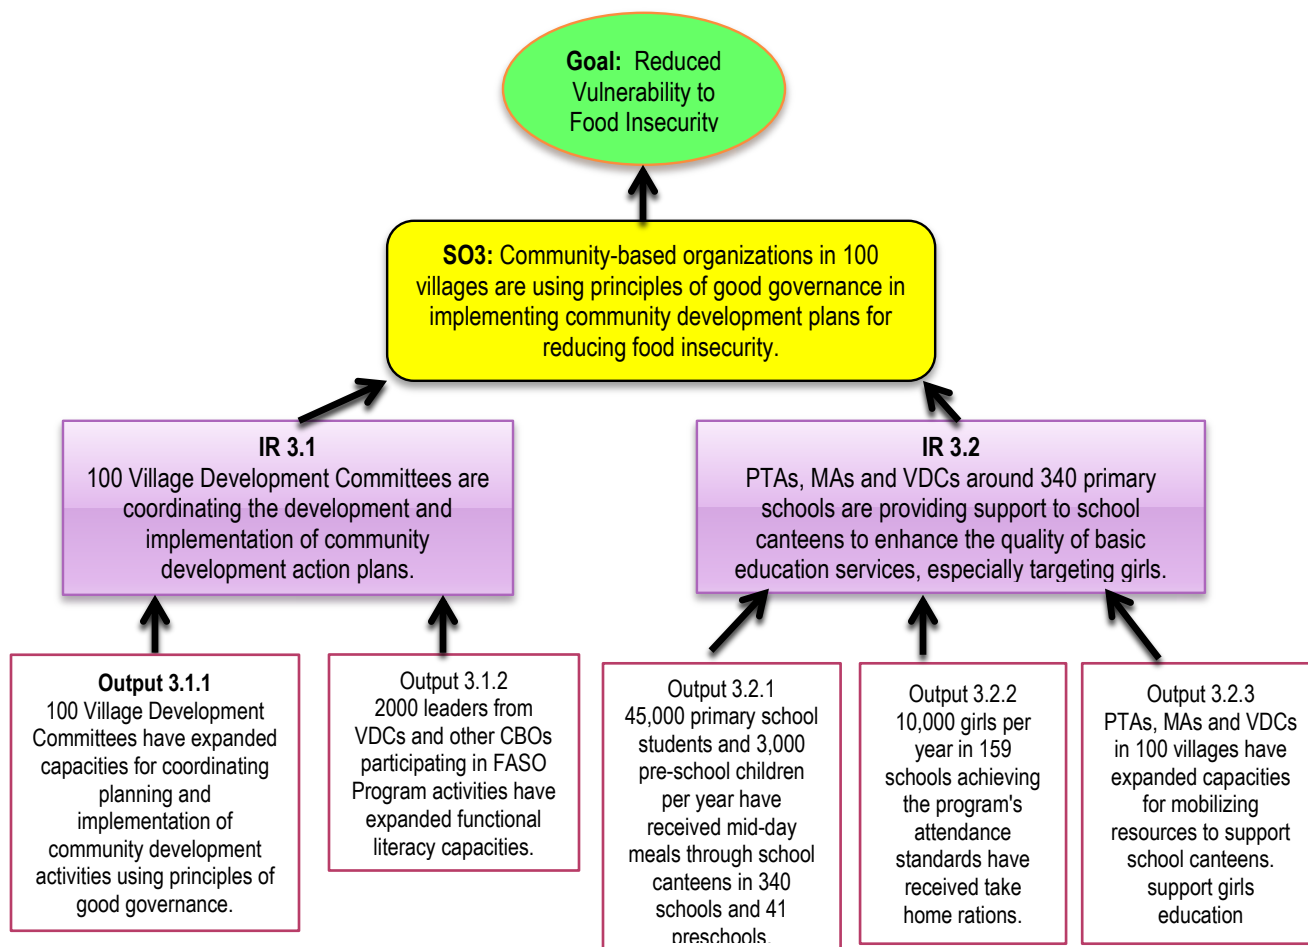 Goal: Reduced
Vulnerability to
Food Insecurity
SO3: Community-based organizations in 100
villages are using principles of good governance in
implementing community development plans for
reducing food insecurity.
IR 3.1
100 Village Development Committees are
coordinating the development and
implementation of community
development action plans.
IR 3.2
PTAs, MAs and VDCs around 340 primary
schools are providing support to school
canteens to enhance the quality of basic
education services, especially targeting girls.
Output 3.1.1
100 Village Development
Committees have expanded
capacities for coordinating
planning and
implementation of
community development
activities using principles of
good governance.
Output 3.1.2
2000 leaders from
VDCs and other CBOs
participating in FASO
Program activities have
expanded functional
literacy capacities.
Output 3.2.1
45,000 primary school
students and 3,000
pre-school children
per year have
received mid-day
meals through school
canteens in 340
schools and 41
preschools.
Output 3.2.2
10,000 girls per
year in 159
schools achieving
the program's
attendance
standards have
received take
home rations.
Output 3.2.3
PTAs, MAs and VDCs
in 100 villages have
expanded capacities
for mobilizing
resources to support
school canteens.
support girls
education